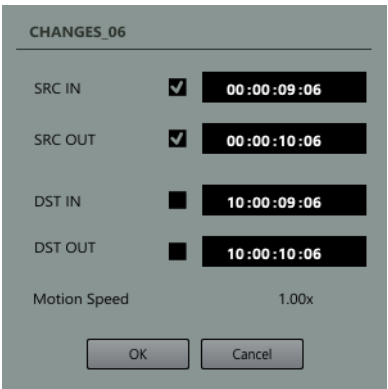 CHANGES_06
SRC IN 00:00:09:06
SRC OUT 00:00:10:06
DST IN 10:00:09:06
DST OUT 10:00:10:06
Motion Speed 1.00x
OK Cancel